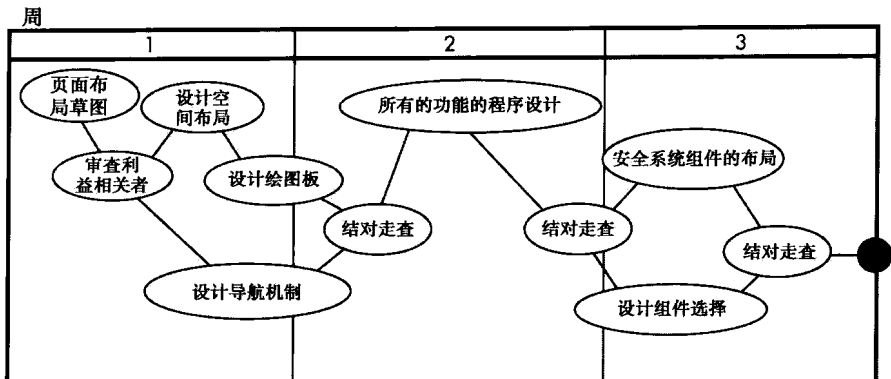 周
1
2
3
页面布
局草图
设计空
间布局
所有的功能的程序设计
审查利
益相关者
设计绘图板
安全系统组件的布局
结对走查
结对走查
结对走查
设计导航机制
设计组件选择